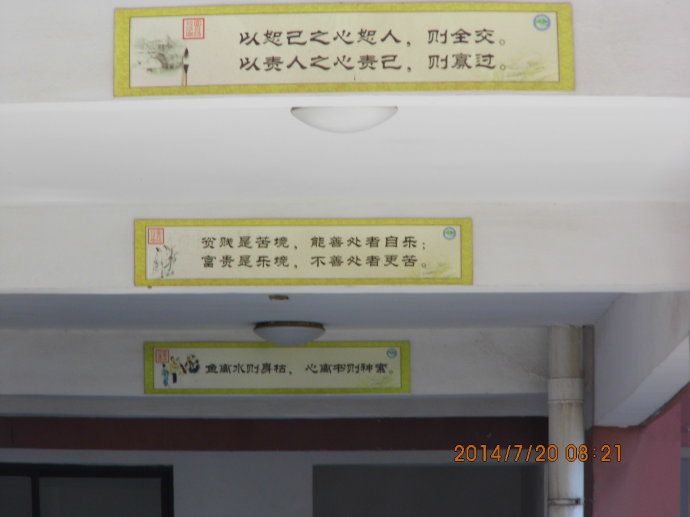 以恕己之心恕人，则全交。
以责人之心责己，则寡过。
贫贱是苦境，能善处者自乐；
富贵是乐境，不善处者更苦。
鱼离水则身枯，心离书则神索。
2014/7/20 08:21